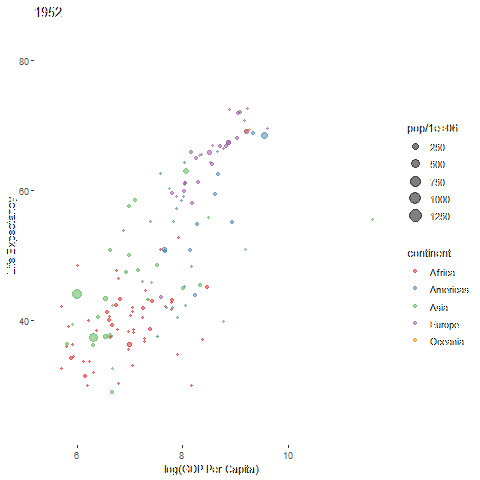 1952
80
60
40
Life Expectancy
6
8
10
log(GDP Per Capita)
pop/1e+06
250
500
750
1000
1250
continent
Africa
Americas
Asia
Europe
Oceania